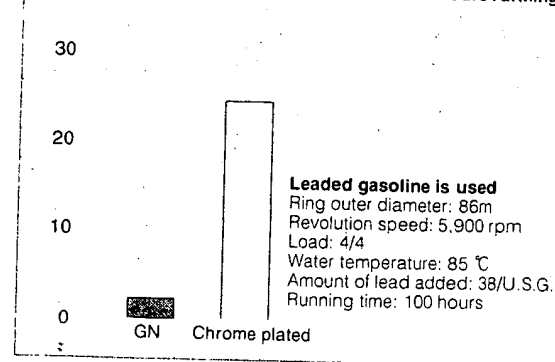 30
20
10
0
GN
Chrome plated
Leaded gasoline is used
Ring outer diameter: 86m
Revolution speed: 5,900 rpm
Load: 4/4
Water temperature: 85 ℃
Amount of lead added: 38/U.S.G.
Running time: 100 hours